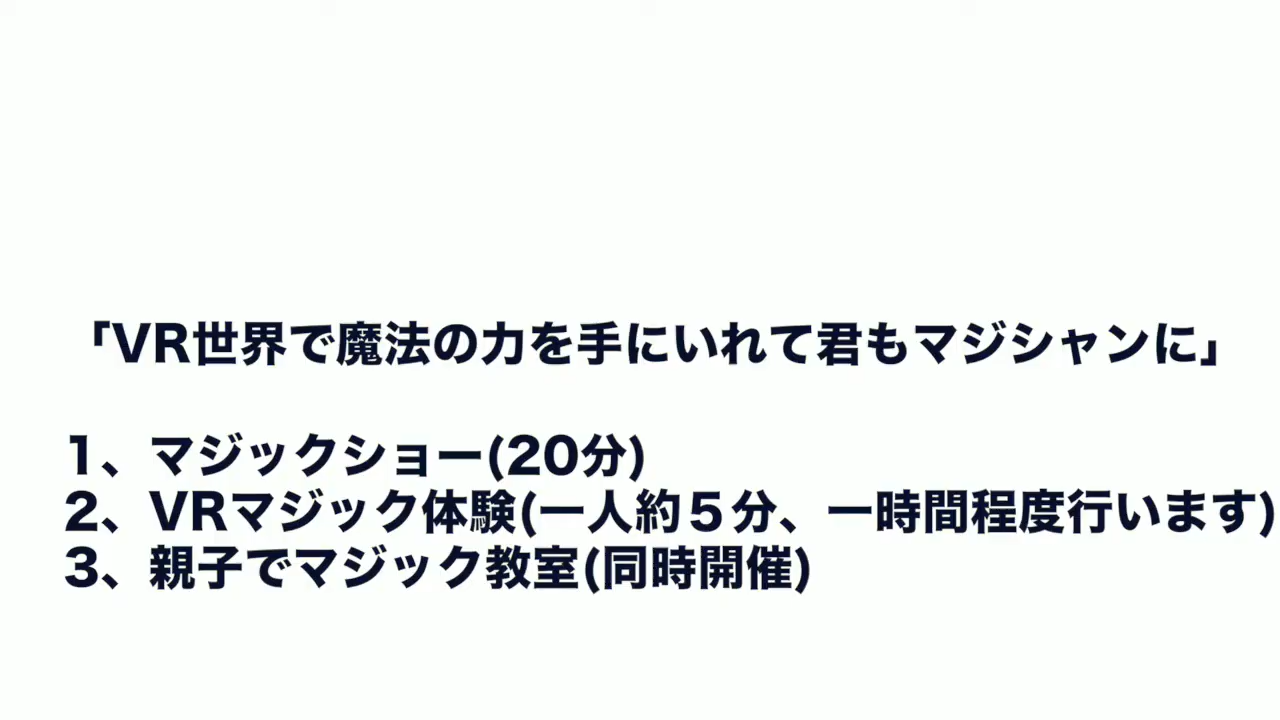 「VR世界で魔法の力を手にいれて君もマジシャンに」
1、マジックショー(20分)
2、VRマジック体験(一人約５分、一時間程度行います)
3、親子でマジック教室(同時開催)